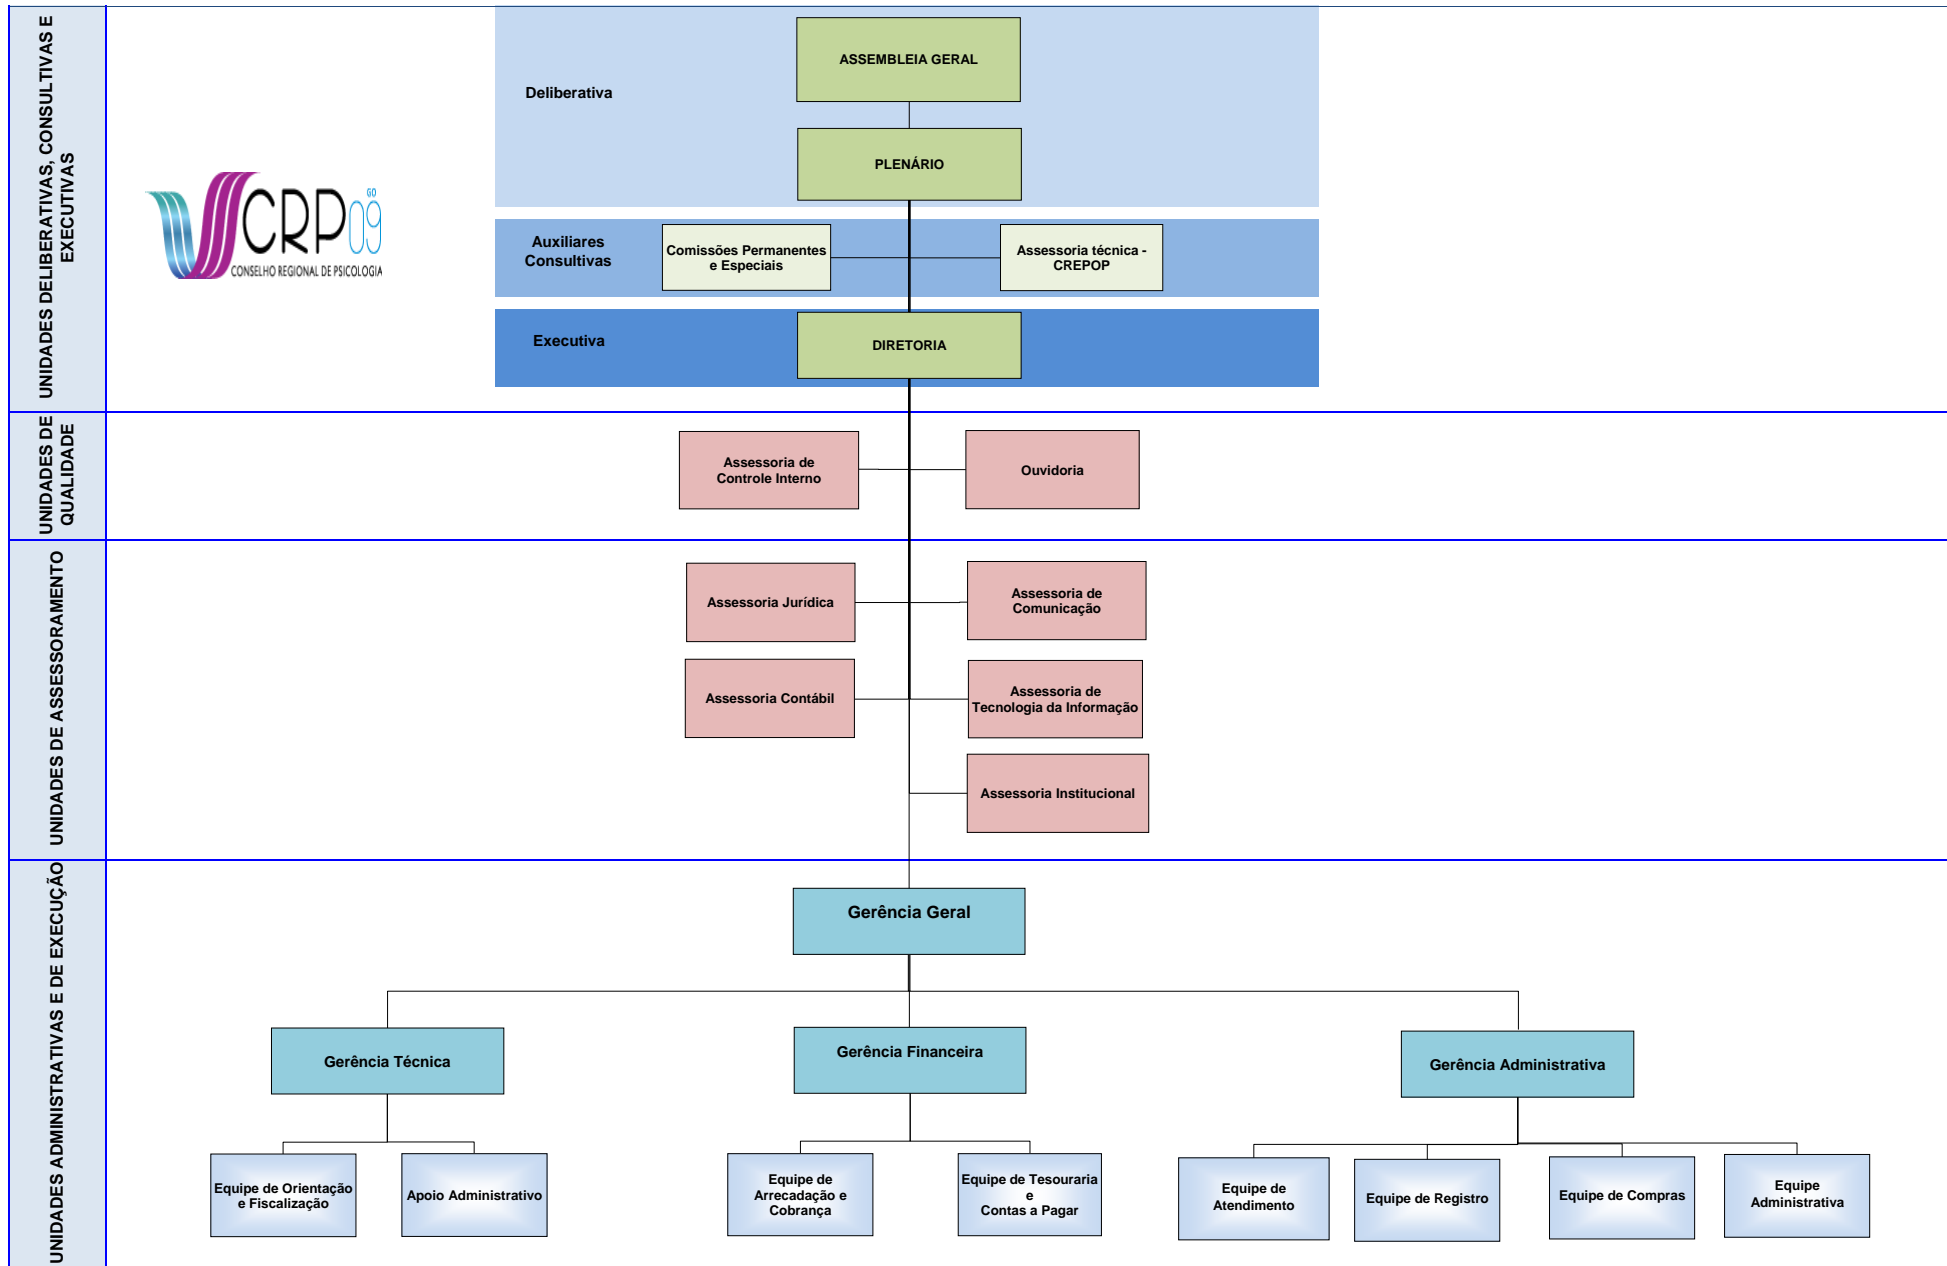 UNIDADES DELIBERATIVAS, CONSULTIVAS E
EXECUTIVAS
CRP09
GO
CONSELHO REGIONAL DE PSICOLOGIA
Deliberativa
ASSEMBLEIA GERAL
PLENÁRIO
Auxiliares
Consultivas
Comissões Permanentes
e Especiais
Assessoria técnica -
CREPOP
Executiva
DIRETORIA
UNIDADES DE
QUALIDADE
Assessoria de
Controle Interno
Ouvidoria
UNIDADES DE ASSESSORAMENTO
Assessoria Jurídica
Assessoria de
Comunicação
Assessoria Contábil
Assessoria de
Tecnologia da Informação
Assessoria Institucional
UNIDADES ADMINISTRATIVAS E DE EXECUÇÃO
Gerência Geral
Gerência Técnica
Gerência Financeira
Gerência Administrativa
Equipe de Orientação
e Fiscalização
Apoio Administrativo
Equipe de
Arrecadação e
Cobrança
Equipe de Tesouraria
e
Contas a Pagar
Equipe de
Atendimento
Equipe de Registro
Equipe de Compras
Equipe
Administrativa